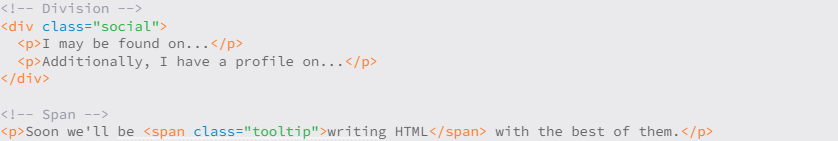 <!-- Division -->
<div class="social">
  <p>I may be found on...</p>
  <p>Additionally, I have a profile on...</p>
</div>

<!-- Span -->
<p>Soon we'll be <span class="tooltip">writing HTML</span> with the best of them.</p>